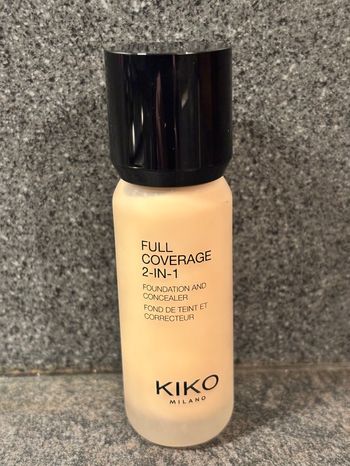 FULL
COVERAGE
2-IN-1
FOUNDATION AND
CONCEALER
FOND DE TEINT ET
CORRECTEUR
KIKO
MILANO